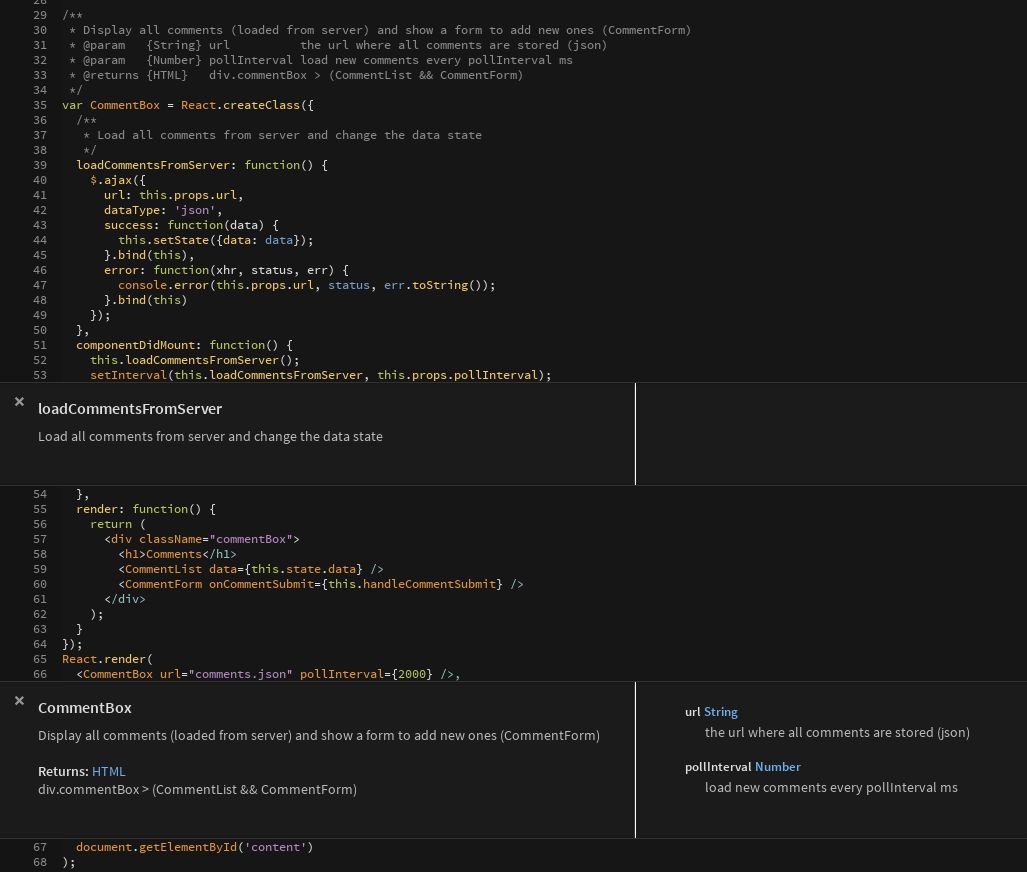 28
29 /**
30  * Display all comments (loaded from server) and show a form to add new ones (CommentForm)
31  * @param   {String} url          the url where all comments are stored (json)
32  * @param   {Number} pollInterval load new comments every pollInterval ms
33  * @returns {HTML}   div.commentBox > (CommentList && CommentForm)
34  */
35 var CommentBox = React.createClass({
36   /**
37    * Load all comments from server and change the data state
38    */
39   loadCommentsFromServer: function() {
40     $.ajax({
41       url: this.props.url,
42       dataType: 'json',
43       success: function(data) {
44         this.setState({data: data});
45       }.bind(this),
46       error: function(xhr, status, err) {
47         console.error(this.props.url, status, err.toString());
48       }.bind(this)
49     });
50   },
51   componentDidMount: function() {
52     this.loadCommentsFromServer();
53     setInterval(this.loadCommentsFromServer, this.props.pollInterval);
× loadCommentsFromServer
Load all comments from server and change the data state
54   },
55   render: function() {
56     return (
57       <div className="commentBox">
58         <h1>Comments</h1>
59         <CommentList data={this.state.data} />
60         <CommentForm onCommentSubmit={this.handleCommentSubmit} />
61       </div>
62     );
63   }
64 });
65 React.render(
66   <CommentBox url="comments.json" pollInterval={2000} />,
× CommentBox
Display all comments (loaded from server) and show a form to add new ones (CommentForm)
Returns: HTML
div.commentBox > (CommentList && CommentForm)
url String
the url where all comments are stored (json)
pollInterval Number
load new comments every pollInterval ms
67   document.getElementById('content')
68 );